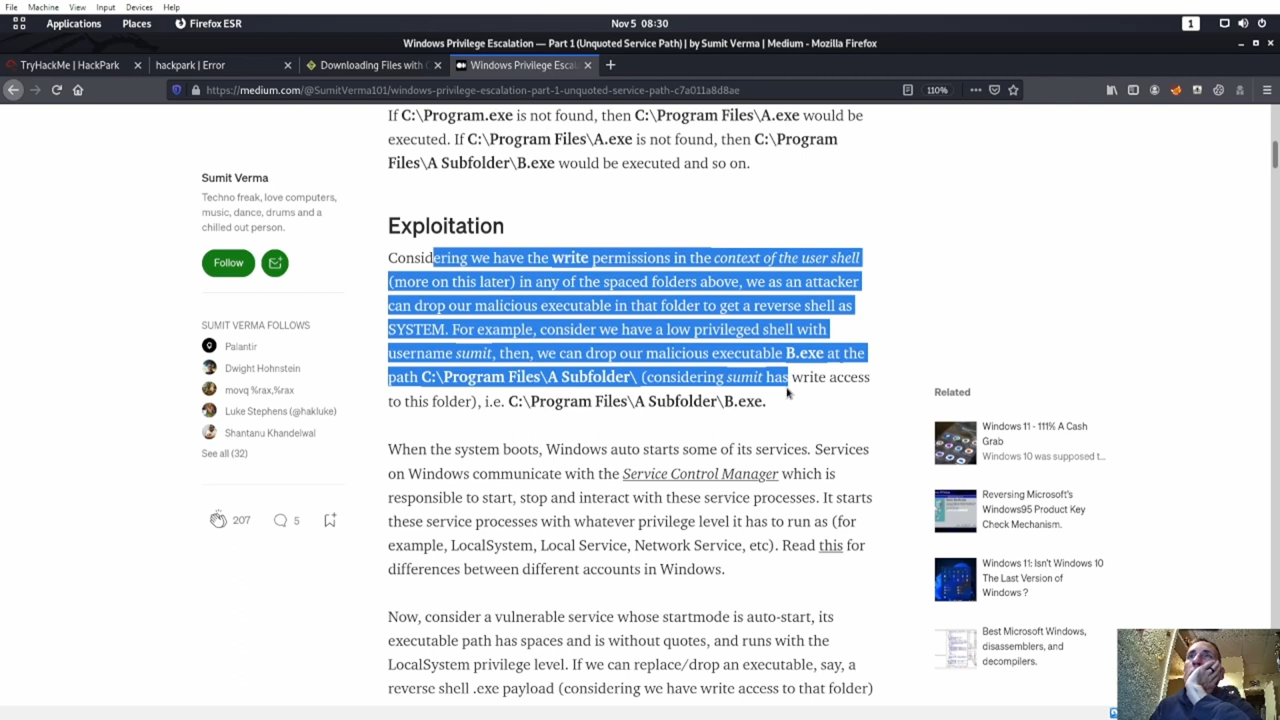 File Machine View Input Devices Help
Applications Places Firefox ESR Nov 5 08:30 1
Windows Privilege Escalation — Part 1 (Unquoted Service Path) | by Sumit Verma | Medium - Mozilla Firefox
TryHackMe | HackPark hackpark | Error Downloading Files with C Windows Privilege Escal
https://medium.com/@SumitVerma101/windows-privilege-escalation-part-1-unquoted-service-path-c7a011a8d8ae 110%
If C:\Program.exe is not found, then C:\Program Files\A.exe would be
executed. If C:\Program Files\A.exe is not found, then C:\Program
Files\A Subfolder\B.exe would be executed and so on.
Sumit Verma
Techno freak, love computers,
music, dance, drums and a
chilled out person.
Follow
SUMIT VERMA FOLLOWS
Palantir
Dwight Hohnstein
movq %rax,%rax
Luke Stephens (@hakluke)
Shantanu Khandelwal
See all (32)
207 5
Exploitation
Considering we have the write permissions in the context of the user shell
(more on this later) in any of the spaced folders above, we as an attacker
can drop our malicious executable in that folder to get a reverse shell as
SYSTEM. For example, consider we have a low privileged shell with
username sumit, then, we can drop our malicious executable B.exe at the
path C:\Program Files\A Subfolder\ (considering sumit has write access
to this folder), i.e. C:\Program Files\A Subfolder\B.exe.
When the system boots, Windows auto starts some of its services. Services
on Windows communicate with the Service Control Manager which is
responsible to start, stop and interact with these service processes. It starts
these service processes with whatever privilege level it has to run as (for
example, LocalSystem, Local Service, Network Service, etc). Read this for
differences between different accounts in Windows.
Now, consider a vulnerable service whose startmode is auto-start, its
executable path has spaces and is without quotes, and runs with the
LocalSystem privilege level. If we can replace/drop an executable, say, a
reverse shell .exe payload (considering we have write access to that folder)
Related
Windows 11 - 111% A Cash
Grab
Windows 10 was supposed t...
Reversing Microsoft's
Windows95 Product Key
Check Mechanism.
Windows 11: Isn't Windows 10
The Last Version of
Windows ?
Best Microsoft Windows,
disassemblers, and
decompilers.